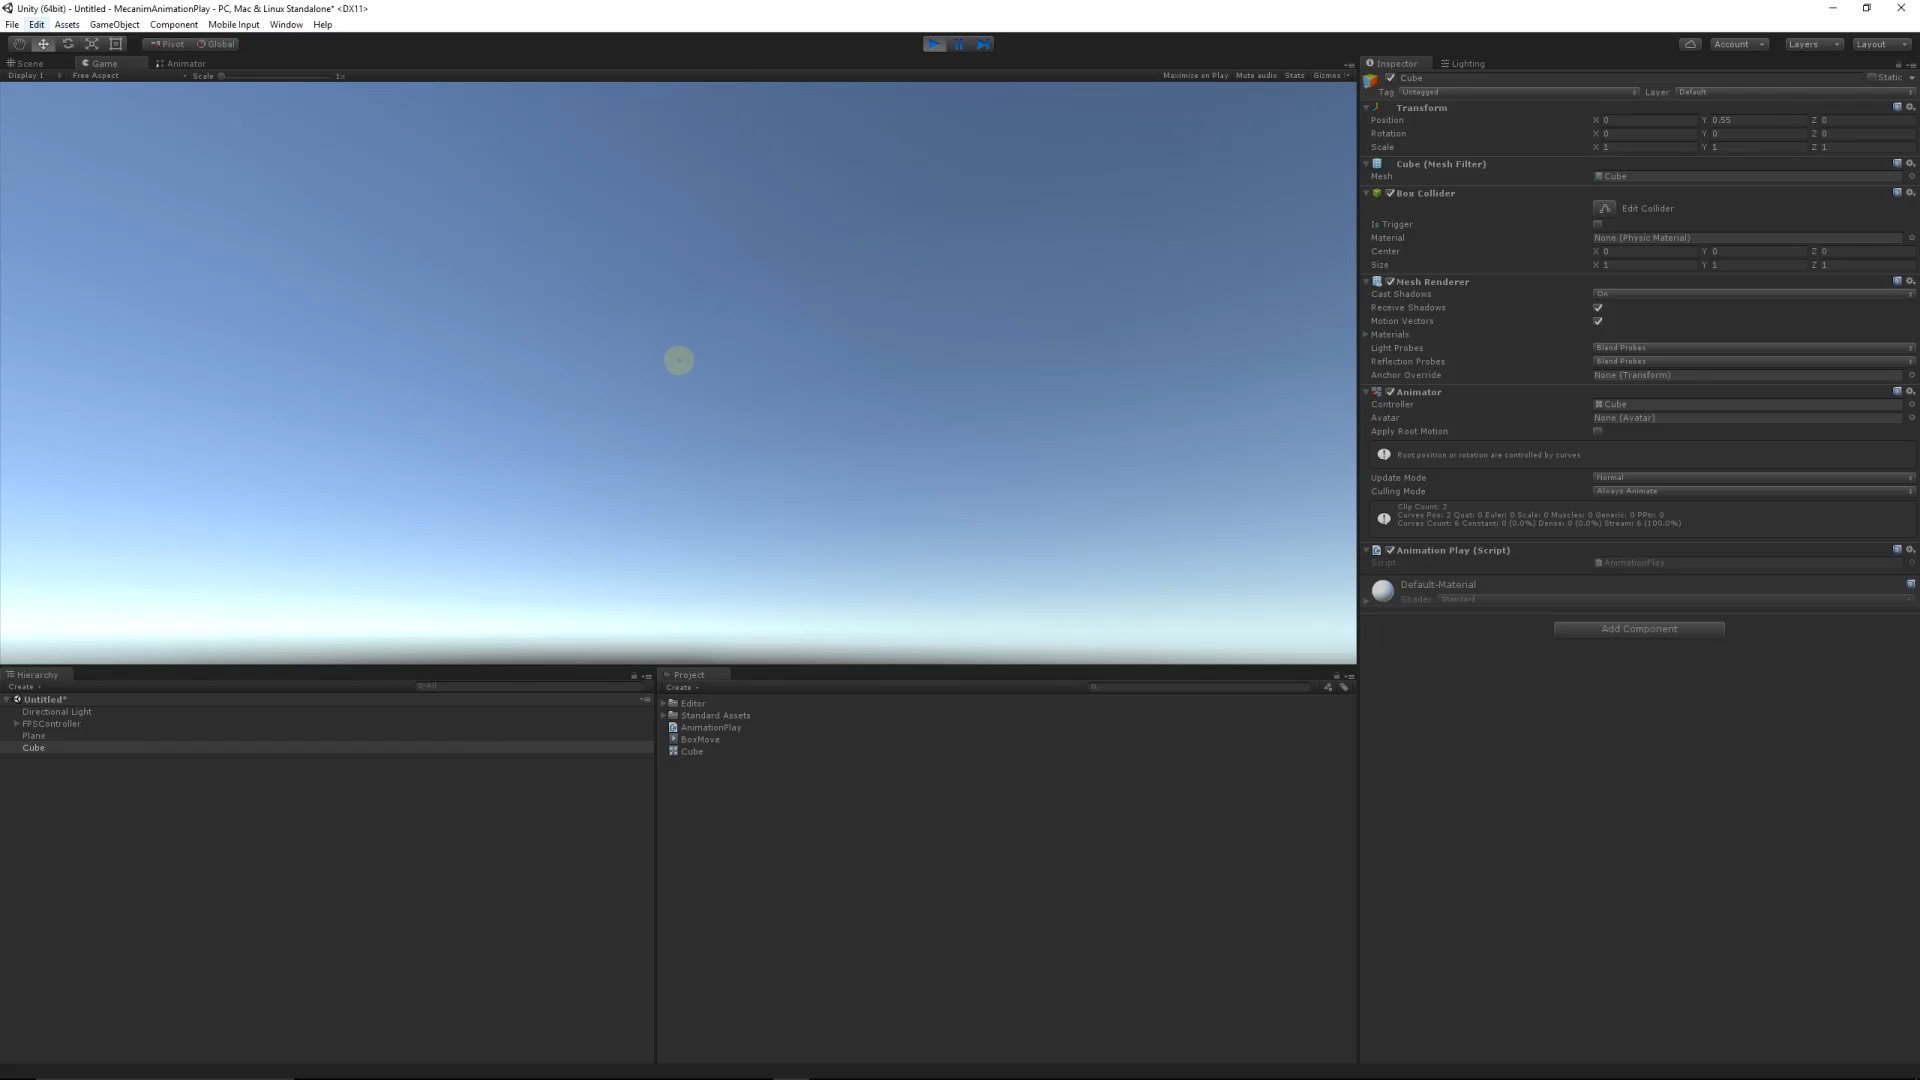 Unity (64bit) - Untitled - MecanimAnimationPlay - PC, Mac & Linux Standalone* <DX11>
File Edit Assets GameObject Component Mobile Input Window Help
Pivot Global Account Layers Layout
Scene Game Animator
Display 1 Free Aspect Scale 1x Maximize on Play Mute audio Stats Gizmos
Inspector Lighting
Cube Static
Tag Untagged Layer Default
Transform
Position X 0 Y 0.55 Z 0
Rotation X 0 Y 0 Z 0
Scale X 1 Y 1 Z 1
Cube (Mesh Filter)
Mesh Cube
Box Collider
Edit Collider
Is Trigger
Material None (Physic Material)
Center X 0 Y 0 Z 0
Size X 1 Y 1 Z 1
Mesh Renderer
Cast Shadows On
Receive Shadows
Motion Vectors
Materials
Light Probes Blend Probes
Reflection Probes Blend Probes
Anchor Override None (Transform)
Animator
Controller Cube
Avatar None (Avatar)
Apply Root Motion
Root position or rotation are controlled by curves
Update Mode Normal
Culling Mode Always Animate
Clip Count: 2
Curves Pos: 2 Quat: 0 Euler: 0 Scale: 0 Muscles: 0 Generic: 0 PPtr: 0
Curves Count: 6 Constant: 0 (0.0%) Dense: 0 (0.0%) Stream: 6 (100.0%)
Animation Play (Script)
Script AnimationPlay
Default-Material
Shader Standard
Add Component
Hierarchy
Create All
Untitled*
Directional Light
FPSController
Plane
Cube
Project
Create
Editor
Standard Assets
AnimationPlay
BoxMove
Cube